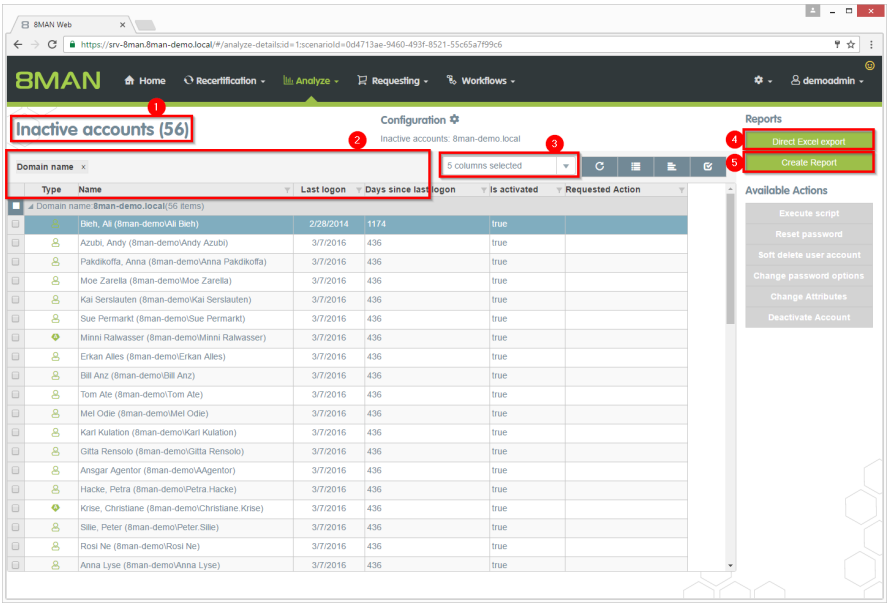 8MAN Web
https://srv-8man.8man-demo.local/#/analyze-details;id=1;scenarioId=0d4713ae-9460-493f-8521-55c65a7f99c6
8MAN Home Recertification Analyze Requesting Workflows demoadmin
1
Inactive accounts (56)
Configuration
Inactive accounts: 8man-demo.local
Reports
2
3
4 Direct Excel export
5 Create Report
Domain name ×
5 columns selected
Available Actions
Type Name Last logon Days since last logon Is activated Requested Action
Domain name:8man-demo.local(56 items)
Bieh, Ali (8man-demo\Ali Bieh) 2/28/2014 1174 true
Azubi, Andy (8man-demo\Andy Azubi) 3/7/2016 436 true
Pakdikoffa, Anna (8man-demo\Anna Pakdikoffa) 3/7/2016 436 true
Moe Zarella (8man-demo\Moe Zarella) 3/7/2016 436 true
Kai Serslauten (8man-demo\Kai Serslauten) 3/7/2016 436 true
Sue Permarkt (8man-demo\Sue Permarkt) 3/7/2016 436 true
Minni Ralwasser (8man-demo\Minni Ralwasser) 3/7/2016 436 true
Erkan Alles (8man-demo\Erkan Alles) 3/7/2016 436 true
Bill Anz (8man-demo\Bill Anz) 3/7/2016 436 true
Tom Ate (8man-demo\Tom Ate) 3/7/2016 436 true
Mel Odie (8man-demo\Mel Odie) 3/7/2016 436 true
Karl Kulation (8man-demo\Karl Kulation) 3/7/2016 436 true
Gitta Rensolo (8man-demo\Gitta Rensolo) 3/7/2016 436 true
Ansgar Agentor (8man-demo\AAgentor) 3/7/2016 436 true
Hacke, Petra (8man-demo\Petra.Hacke) 3/7/2016 436 true
Krise, Christiane (8man-demo\Christiane.Krise) 3/7/2016 436 true
Silie, Peter (8man-demo\Peter.Silie) 3/7/2016 436 true
Rosi Ne (8man-demo\Rosi Ne) 3/7/2016 436 true
Anna Lyse (8man-demo\Anna Lyse) 3/7/2016 436 true
Execute script
Reset password
Soft delete user account
Change password options
Change Attributes
Deactivate Account